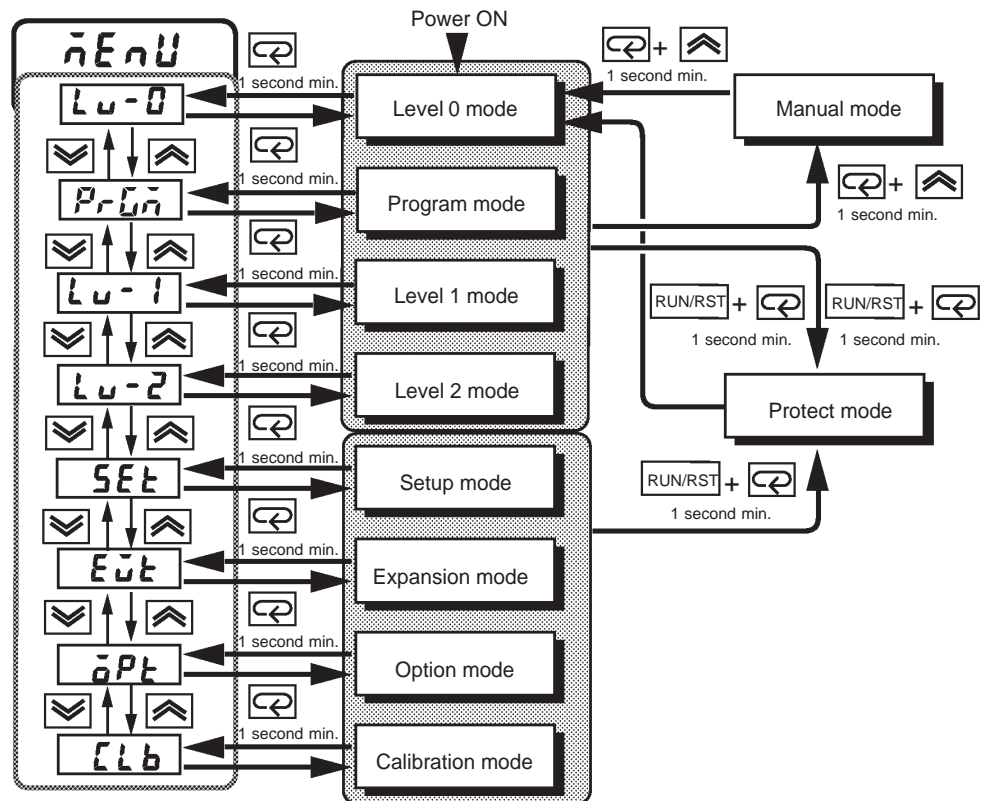 Power ON
mEnU
1 second min.
1 second min.
Lu-0
Level 0 mode
Manual mode
1 second min.
PrGm
Program mode
+
1 second min.
+
1 second min.
Lu-1
Level 1 mode
RUN/RST +
RUN/RST +
1 second min.
1 second min.
1 second min.
Lu-2
Level 2 mode
Protect mode
1 second min.
SEt
Setup mode
RUN/RST +
1 second min.
1 second min.
Eut
Expansion mode
1 second min.
oPt
Option mode
1 second min.
CLb
Calibration mode